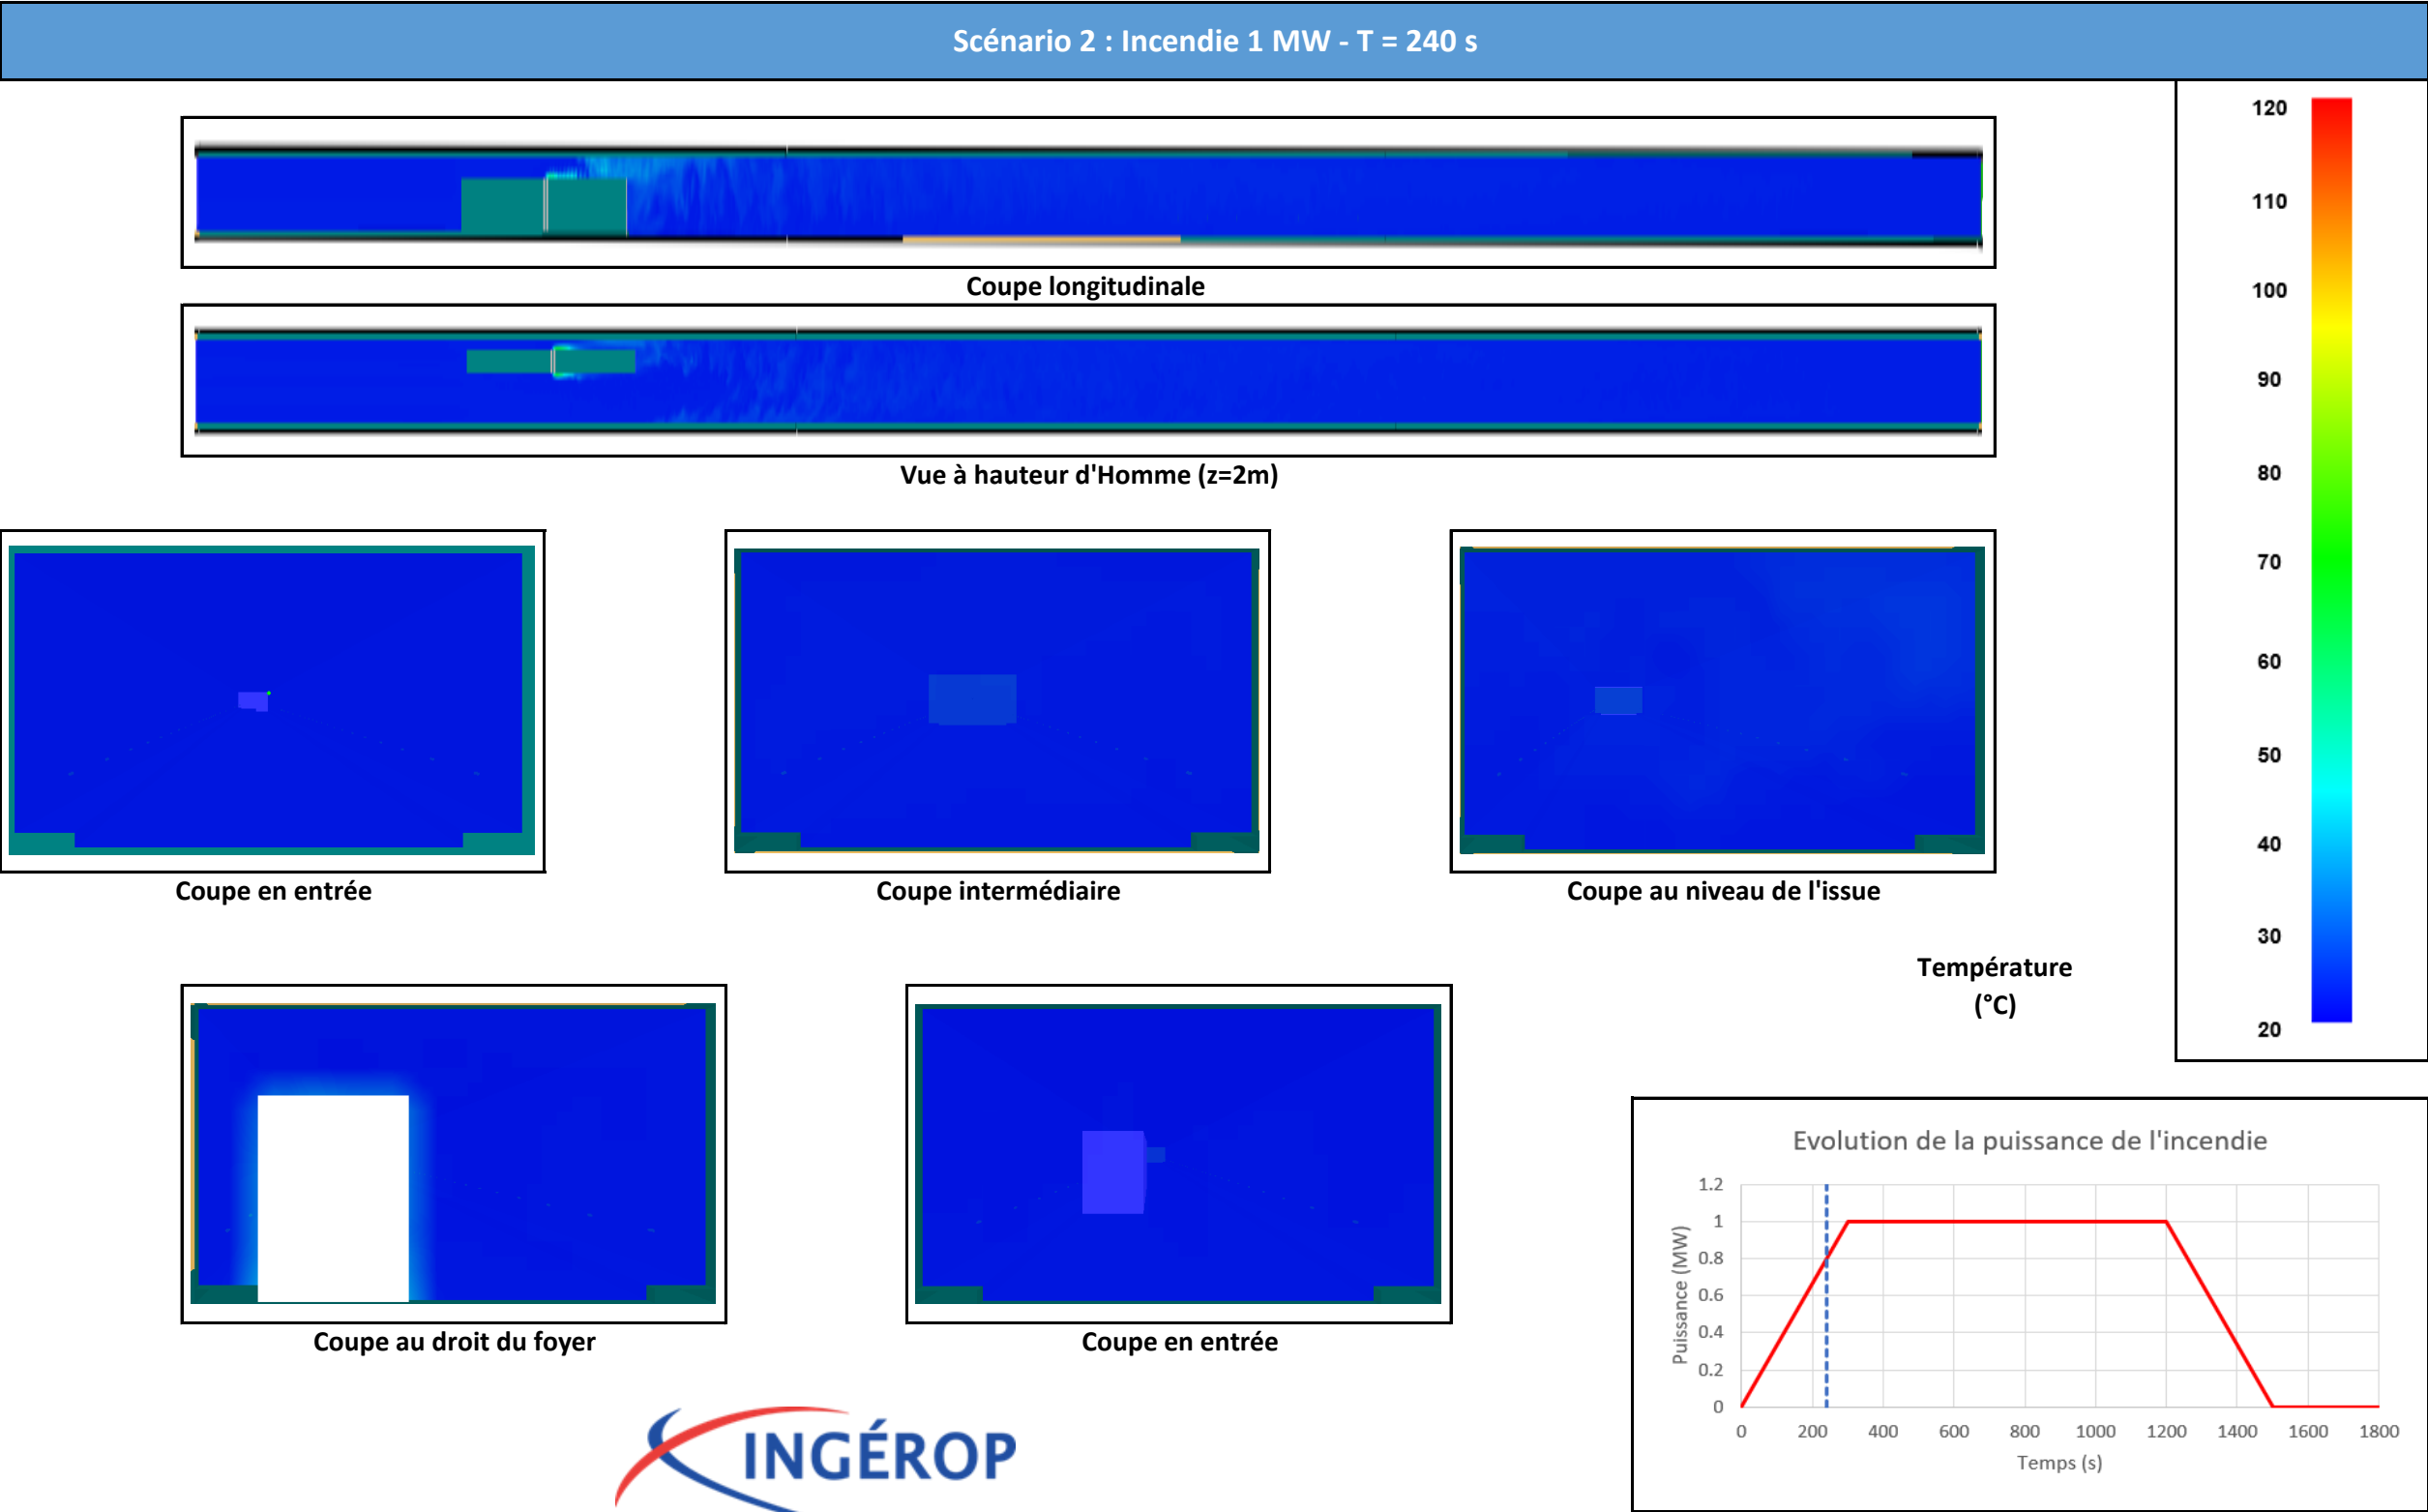 Scénario 2 : Incendie 1 MW - T = 240 s
Coupe longitudinale
Vue à hauteur d'Homme (z=2m)
Coupe en entrée
Coupe intermédiaire
Coupe au niveau de l'issue
Coupe au droit du foyer
Coupe en entrée
120
110
100
90
80
70
60
50
40
30
20
Température
(°C)
Evolution de la puissance de l'incendie
Puissance (MW)
1.2
1
0.8
0.6
0.4
0.2
0
0 200 400 600 800 1000 1200 1400 1600 1800
Temps (s)
INGÉROP